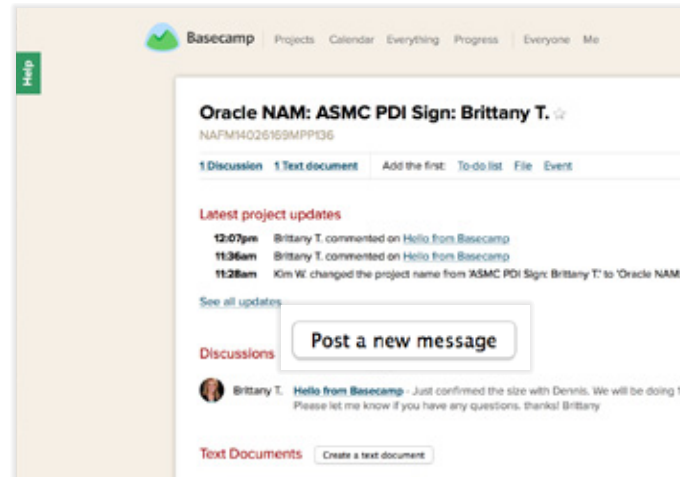 Basecamp Projects Calendar Everything Progress Everyone Me
Help
Oracle NAM: ASMC PDI Sign: Brittany T.
NAFM14026169MPP136
1 Discussion 1 Text document Add the first: To-do list File Event
Latest project updates
12:07pm Brittany T. commented on Hello from Basecamp
11:36am Brittany T. commented on Hello from Basecamp
11:28am Kim W. changed the project name from 'ASMC PDI Sign: Brittany T.' to 'Oracle NAM:
See all updates
Post a new message
Discussions
Brittany T. Hello from Basecamp - Just confirmed the size with Dennis. We will be doing
Please let me know if you have any questions. thanks! Brittany
Text Documents Create a text document